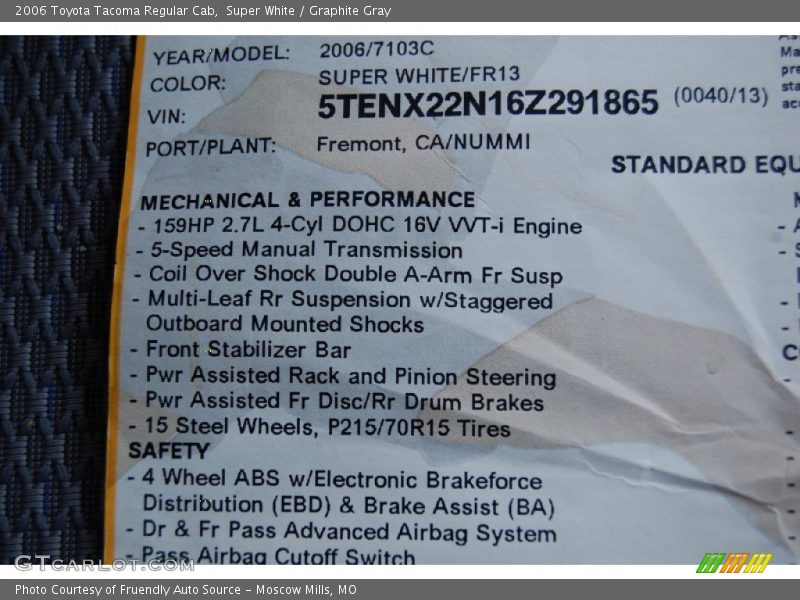 2006 Toyota Tacoma Regular Cab,  Super White / Graphite Gray
YEAR/MODEL: 2006/7103C
COLOR: SUPER WHITE/FR13
VIN: 5TENX22N16Z291865 (0040/13)
PORT/PLANT: Fremont, CA/NUMMI
STANDARD EQU
MECHANICAL & PERFORMANCE
- 159HP 2.7L 4-Cyl DOHC 16V VVT-i Engine
- 5-Speed Manual Transmission
- Coil Over Shock Double A-Arm Fr Susp
- Multi-Leaf Rr Suspension w/Staggered
Outboard Mounted Shocks
- Front Stabilizer Bar
- Pwr Assisted Rack and Pinion Steering
- Pwr Assisted Fr Disc/Rr Drum Brakes
- 15 Steel Wheels, P215/70R15 Tires
SAFETY
- 4 Wheel ABS w/Electronic Brakeforce
Distribution (EBD) & Brake Assist (BA)
- Dr & Fr Pass Advanced Airbag System
- Pass Airbag Cutoff Switch
GTCarLot.com
Photo Courtesy of Fruendly Auto Source - Moscow Mills, MO